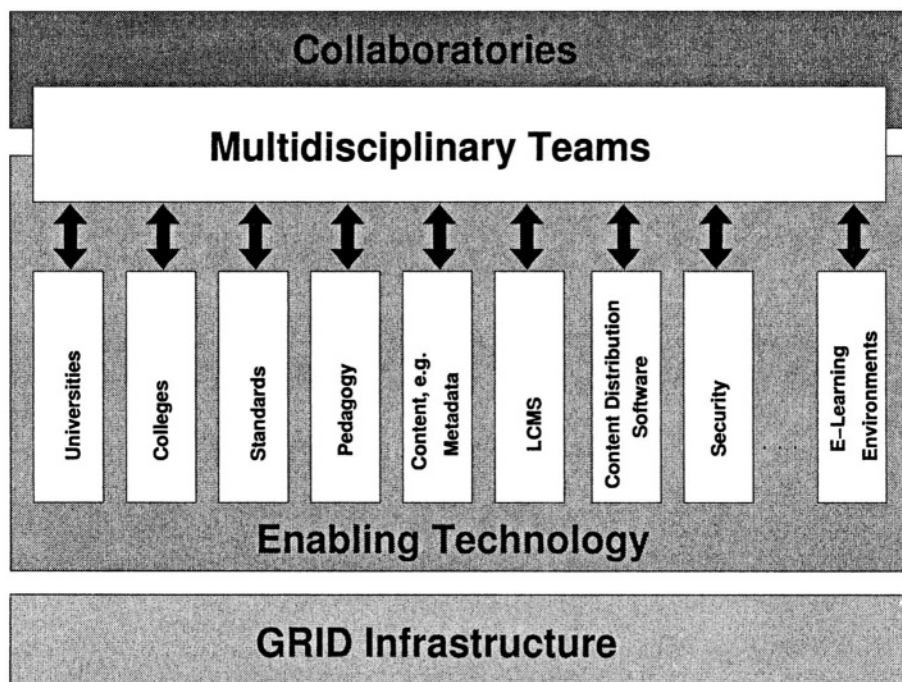 Collaboratories
Multidisciplinary Teams
Universities
Colleges
Standards
Pedagogy
Content, e.g.
Metadata
LCMS
Content Distribution
Software
Security
. . . .
E-Learning
Environments
Enabling Technology
GRID Infrastructure